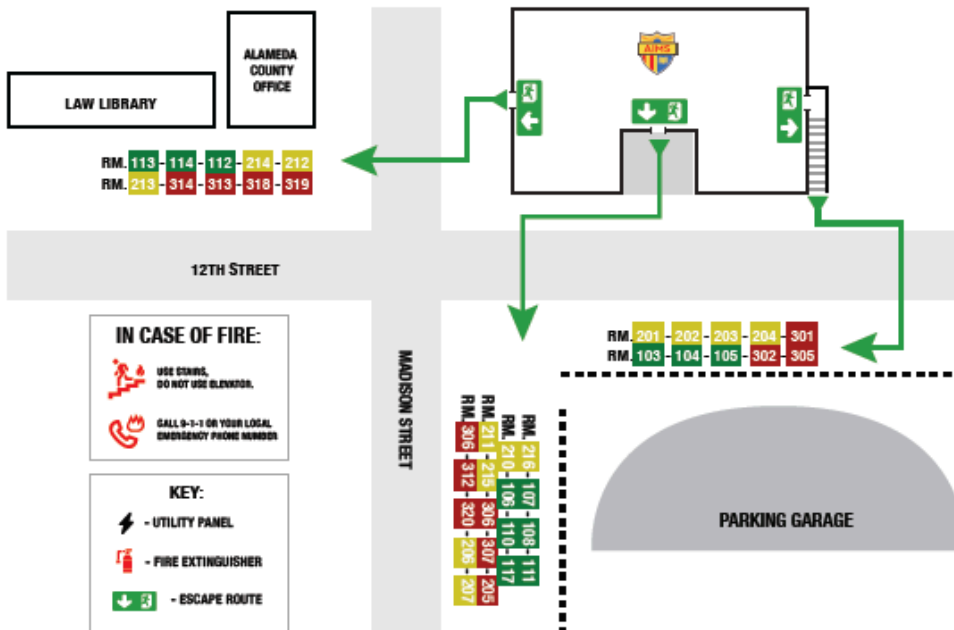 ALAMEDA
COUNTY
OFFICE
LAW LIBRARY
AIMS
RM. 113 - 114 - 112 - 214 - 212
RM. 213 - 314 - 313 - 318 - 319
12TH STREET
IN CASE OF FIRE:
USE STAIRS,
DO NOT USE ELEVATOR.
CALL 9-1-1 OR YOUR LOCAL
EMERGENCY PHONE NUMBER
KEY:
- UTILITY PANEL
- FIRE EXTINGUISHER
- ESCAPE ROUTE
MADISON STREET
RM. 216 - 107 - 108 - 111
RM. 210 - 106 - 110 - 117
RM. 211 - 215 - 306 - 307 - 205
RM. 306 - 312 - 320 - 206 - 207
RM. 201 - 202 - 203 - 204 - 301
RM. 103 - 104 - 105 - 302 - 305
PARKING GARAGE